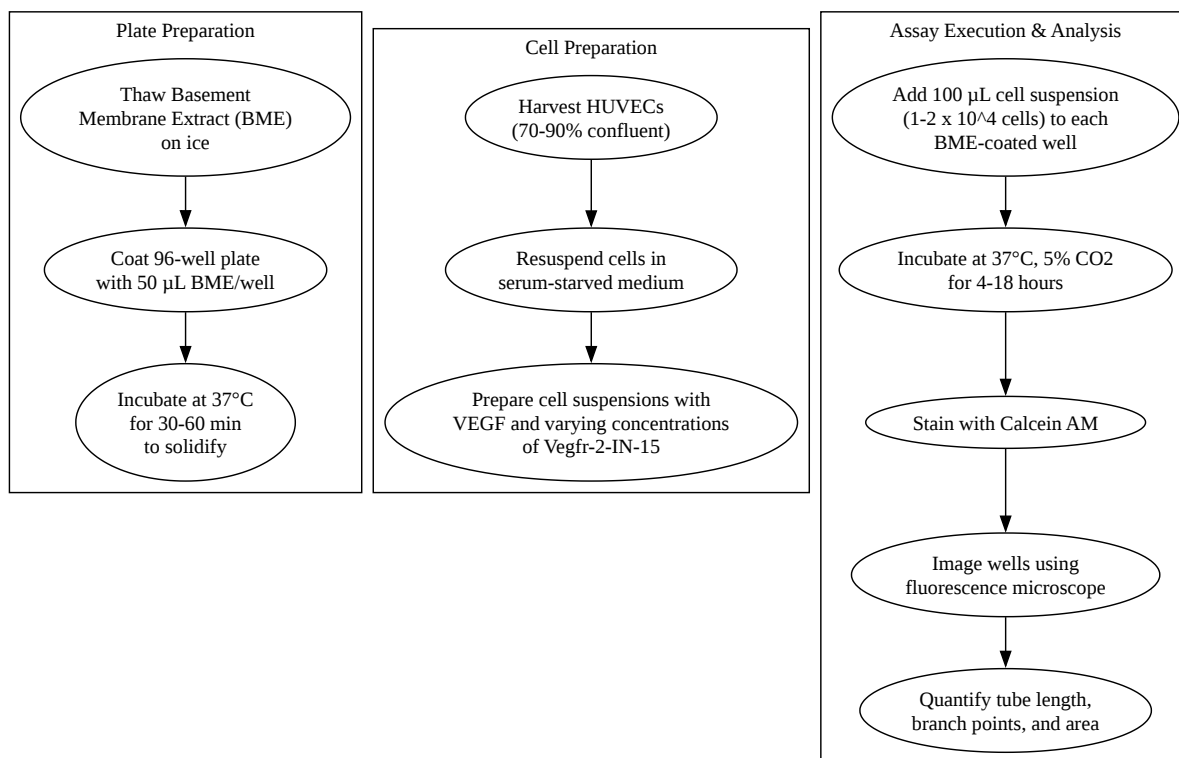 Plate Preparation
Thaw Basement
Membrane Extract (BME)
on ice
Coat 96-well plate
with 50 µL BME/well
Incubate at 37°C
for 30-60 min
to solidify
Cell Preparation
Harvest HUVECs
(70-90% confluent)
Resuspend cells in
serum-starved medium
Prepare cell suspensions with
VEGF and varying concentrations
of Vegfr-2-IN-15
Assay Execution & Analysis
Add 100 µL cell suspension
(1-2 x 10^4 cells) to each
BME-coated well
Incubate at 37°C, 5% CO2
for 4-18 hours
Stain with Calcein AM
Image wells using
fluorescence microscope
Quantify tube length,
branch points, and area